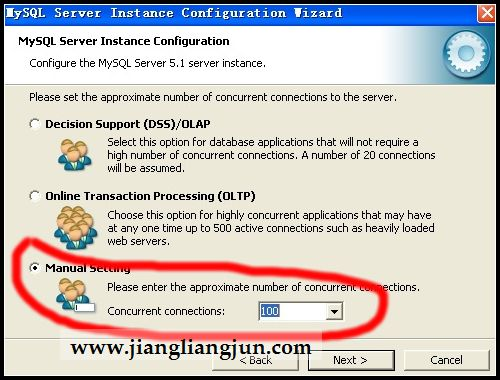 MySQL Server Instance Configuration Wizard
MySQL Server Instance Configuration
Configure the MySQL Server 5.1 server instance.
Please set the approximate number of concurrent connections to the server.
Decision Support (DSS)/OLAP
Select this option for database applications that will not require a
high number of concurrent connections. A number of 20 connections
will be assumed.
Online Transaction Processing (OLTP)
Choose this option for highly concurrent applications that may have
at any one time up to 500 active connections such as heavily loaded
web servers.
Manual Setting
Please enter the approximate number of concurrent connections.
Concurrent connections: 100
www.jiangliangjun.com
< Back Next > Cancel